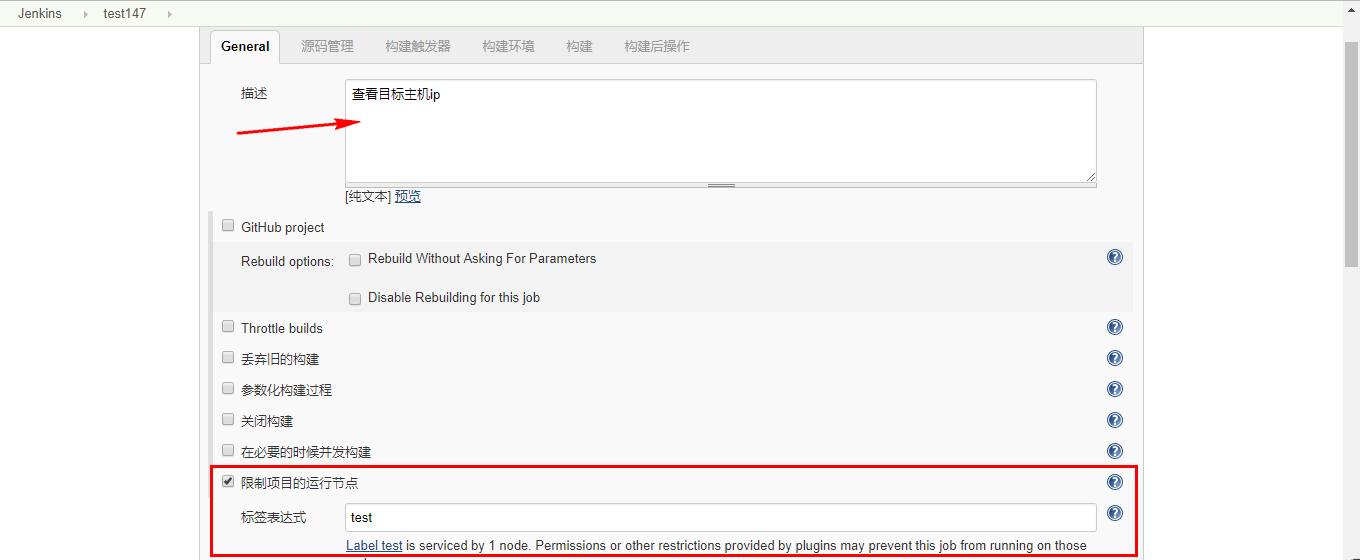 Jenkins test147
General 源码管理 构建触发器 构建环境 构建 构建后操作
描述 查看目标主机ip
[纯文本] 预览
GitHub project
Rebuild options: Rebuild Without Asking For Parameters
Disable Rebuilding for this job
Throttle builds
丢弃旧的构建
参数化构建过程
关闭构建
在必要的时候并发构建
限制项目的运行节点
标签表达式 test
Label test is serviced by 1 node. Permissions or other restrictions provided by plugins may prevent this job from running on those